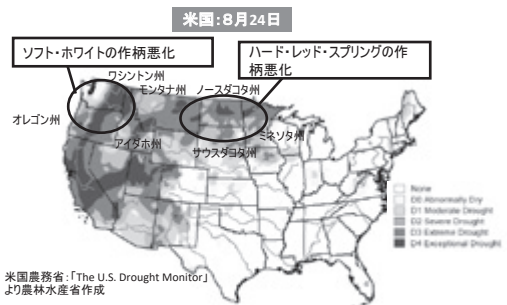 米国:8月24日
ソフト・ホワイトの作柄悪化
ハード・レッド・スプリングの作
柄悪化
ワシントン州
モンタナ州
ノースダコタ州
オレゴン州
アイダホ州
サウスダコタ州
ミネソタ州
None
D0 Abnormally Dry
D1 Moderate Drought
D2 Severe Drought
D3 Extreme Drought
D4 Exceptional Drought
米国農務省:「The U.S. Drought Monitor」
より農林水産省作成